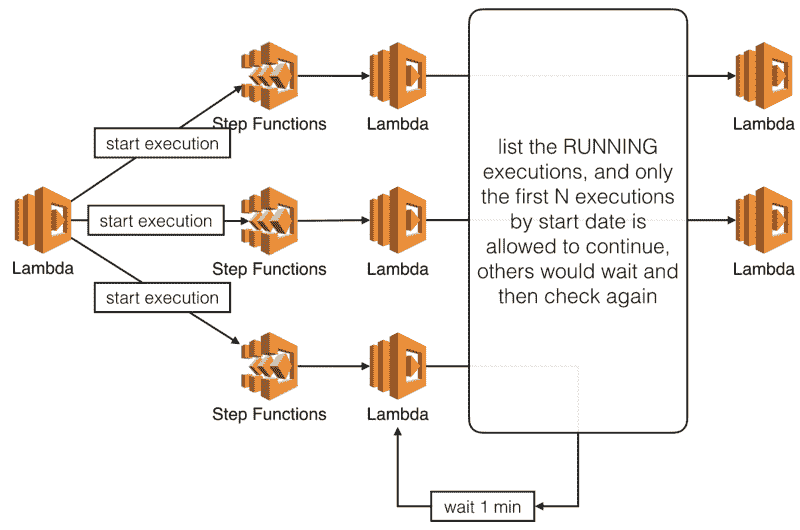 Step Functions
Lambda
Lambda
start execution
list the RUNNING
executions, and only
the first N executions
by start date is
allowed to continue,
others would wait and
then check again
Lambda
start execution
Step Functions
Lambda
Lambda
start execution
Step Functions
Lambda
wait 1 min